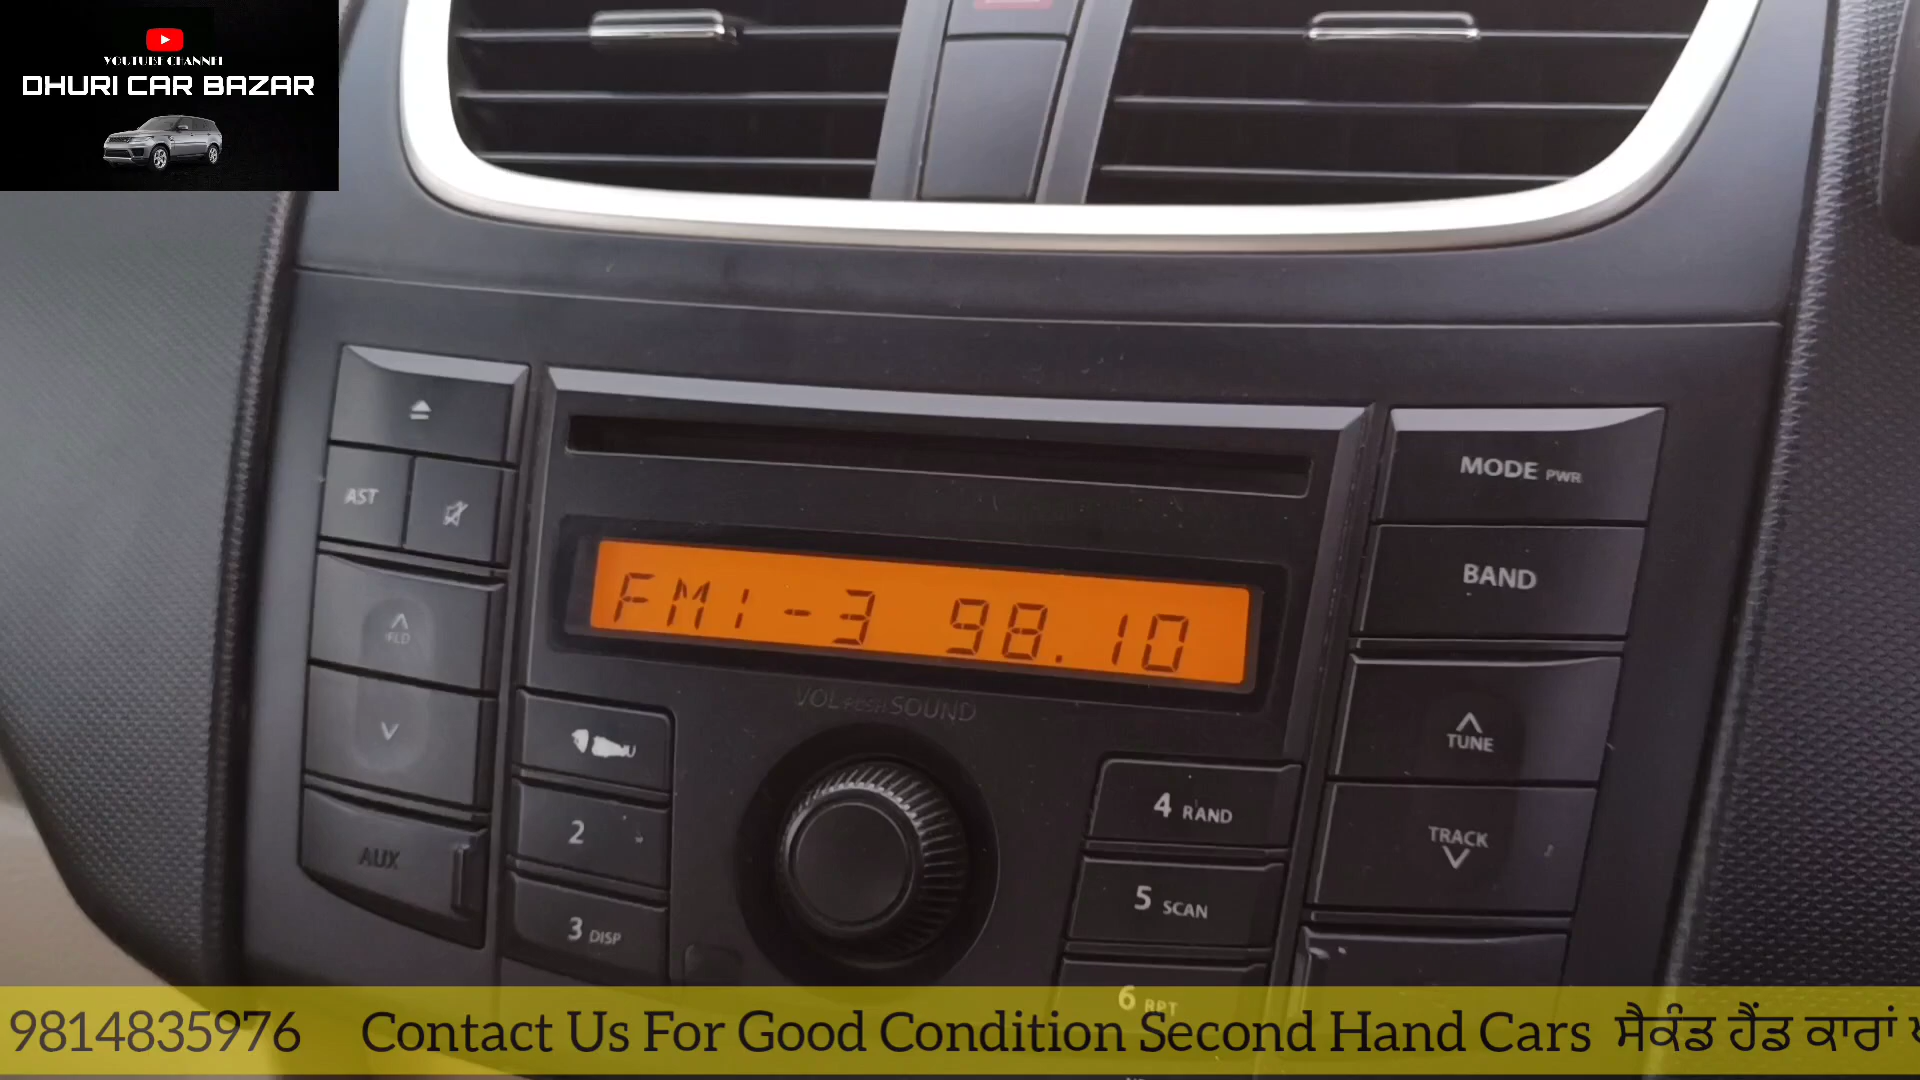 YOUTUBE CHANNEL
DHURI CAR BAZAR
MODE PWR
AST
BAND
FM1-3 98.10
FLD
VOL PUSH SOUND
TUNE
4 RAND
2
TRACK
AUX
5 SCAN
3 DISP
6 RPT
9814835976 Contact Us For Good Condition Second Hand Cars ਸੈਕੰਡ ਹੈਂਡ ਕਾਰਾਂ